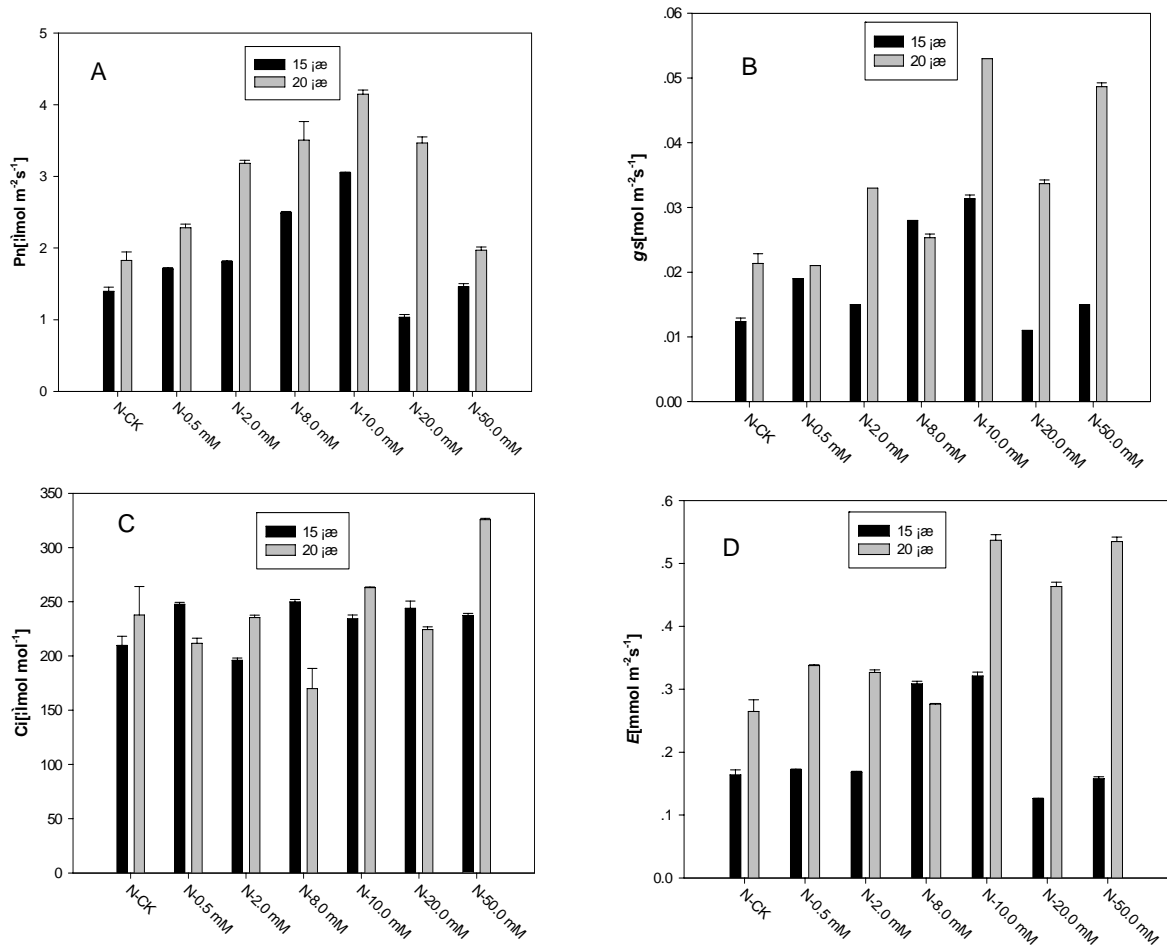 A
15 ¡æ
20 ¡æ
5
4
3
2
1
0
Pn[¦Ìmol m-2s-1]
N-CK
N-0.5 mM
N-2.0 mM
N-8.0 mM
N-10.0 mM
N-20.0 mM
N-50.0 mM
B
15 ¡æ
20 ¡æ
.06
.05
.04
.03
.02
.01
0.00
gs[mol m-2s-1]
N-CK
N-0.5 mM
N-2.0 mM
N-8.0 mM
N-10.0 mM
N-20.0 mM
N-50.0 mM
C
15 ¡æ
20 ¡æ
350
300
250
200
150
100
50
0
Ci[¦Ìmol mol-1]
N-CK
N-0.5 mM
N-2.0 mM
N-8.0 mM
N-10.0 mM
N-20.0 mM
N-50.0 mM
D
15 ¡æ
20 ¡æ
.6
.5
.4
.3
.2
.1
0.0
E[mmol m-2s-1]
N-CK
N-0.5 mM
N-2.0 mM
N-8.0 mM
N-10.0 mM
N-20.0 mM
N-50.0 mM